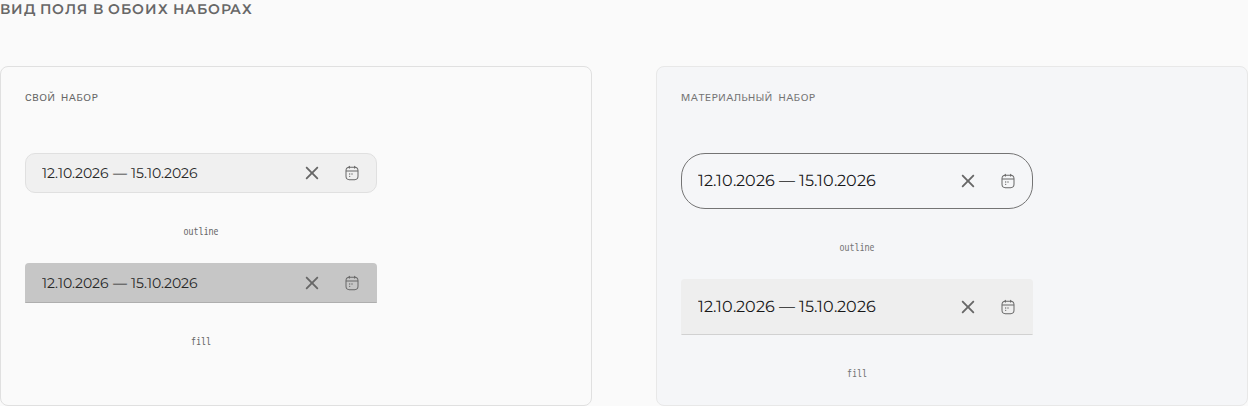 ВИД ПОЛЯ В ОБОИХ НАБОРАХ
СВОЙ НАБОР
12.10.2026 — 15.10.2026
outline
12.10.2026 — 15.10.2026
fill
МАТЕРИАЛЬНЫЙ НАБОР
12.10.2026 — 15.10.2026
outline
12.10.2026 — 15.10.2026
fill